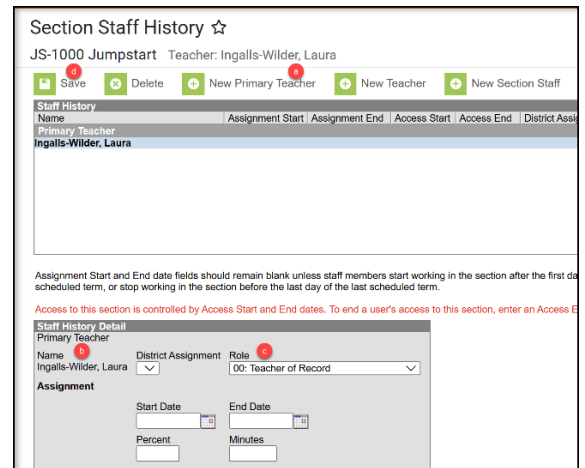 Section Staff History
JS-1000 Jumpstart Teacher: Ingalls-Wilder, Laura
d a
Save Delete New Primary Teacher New Teacher New Section Staff
Staff History
Name Assignment Start Assignment End Access Start Access End District Assig
Primary Teacher
Ingalls-Wilder, Laura
Assignment Start and End date fields should remain blank unless staff members start working in the section after the first da
scheduled term, or stop working in the section before the last day of the last scheduled term.
Access to this section is controlled by Access Start and End dates. To end a user's access to this section, enter an Access E
Staff History Detail
Primary Teacher
Name b District Assignment Role c
Ingalls-Wilder, Laura 00: Teacher of Record
Assignment
Start Date End Date
Percent Minutes